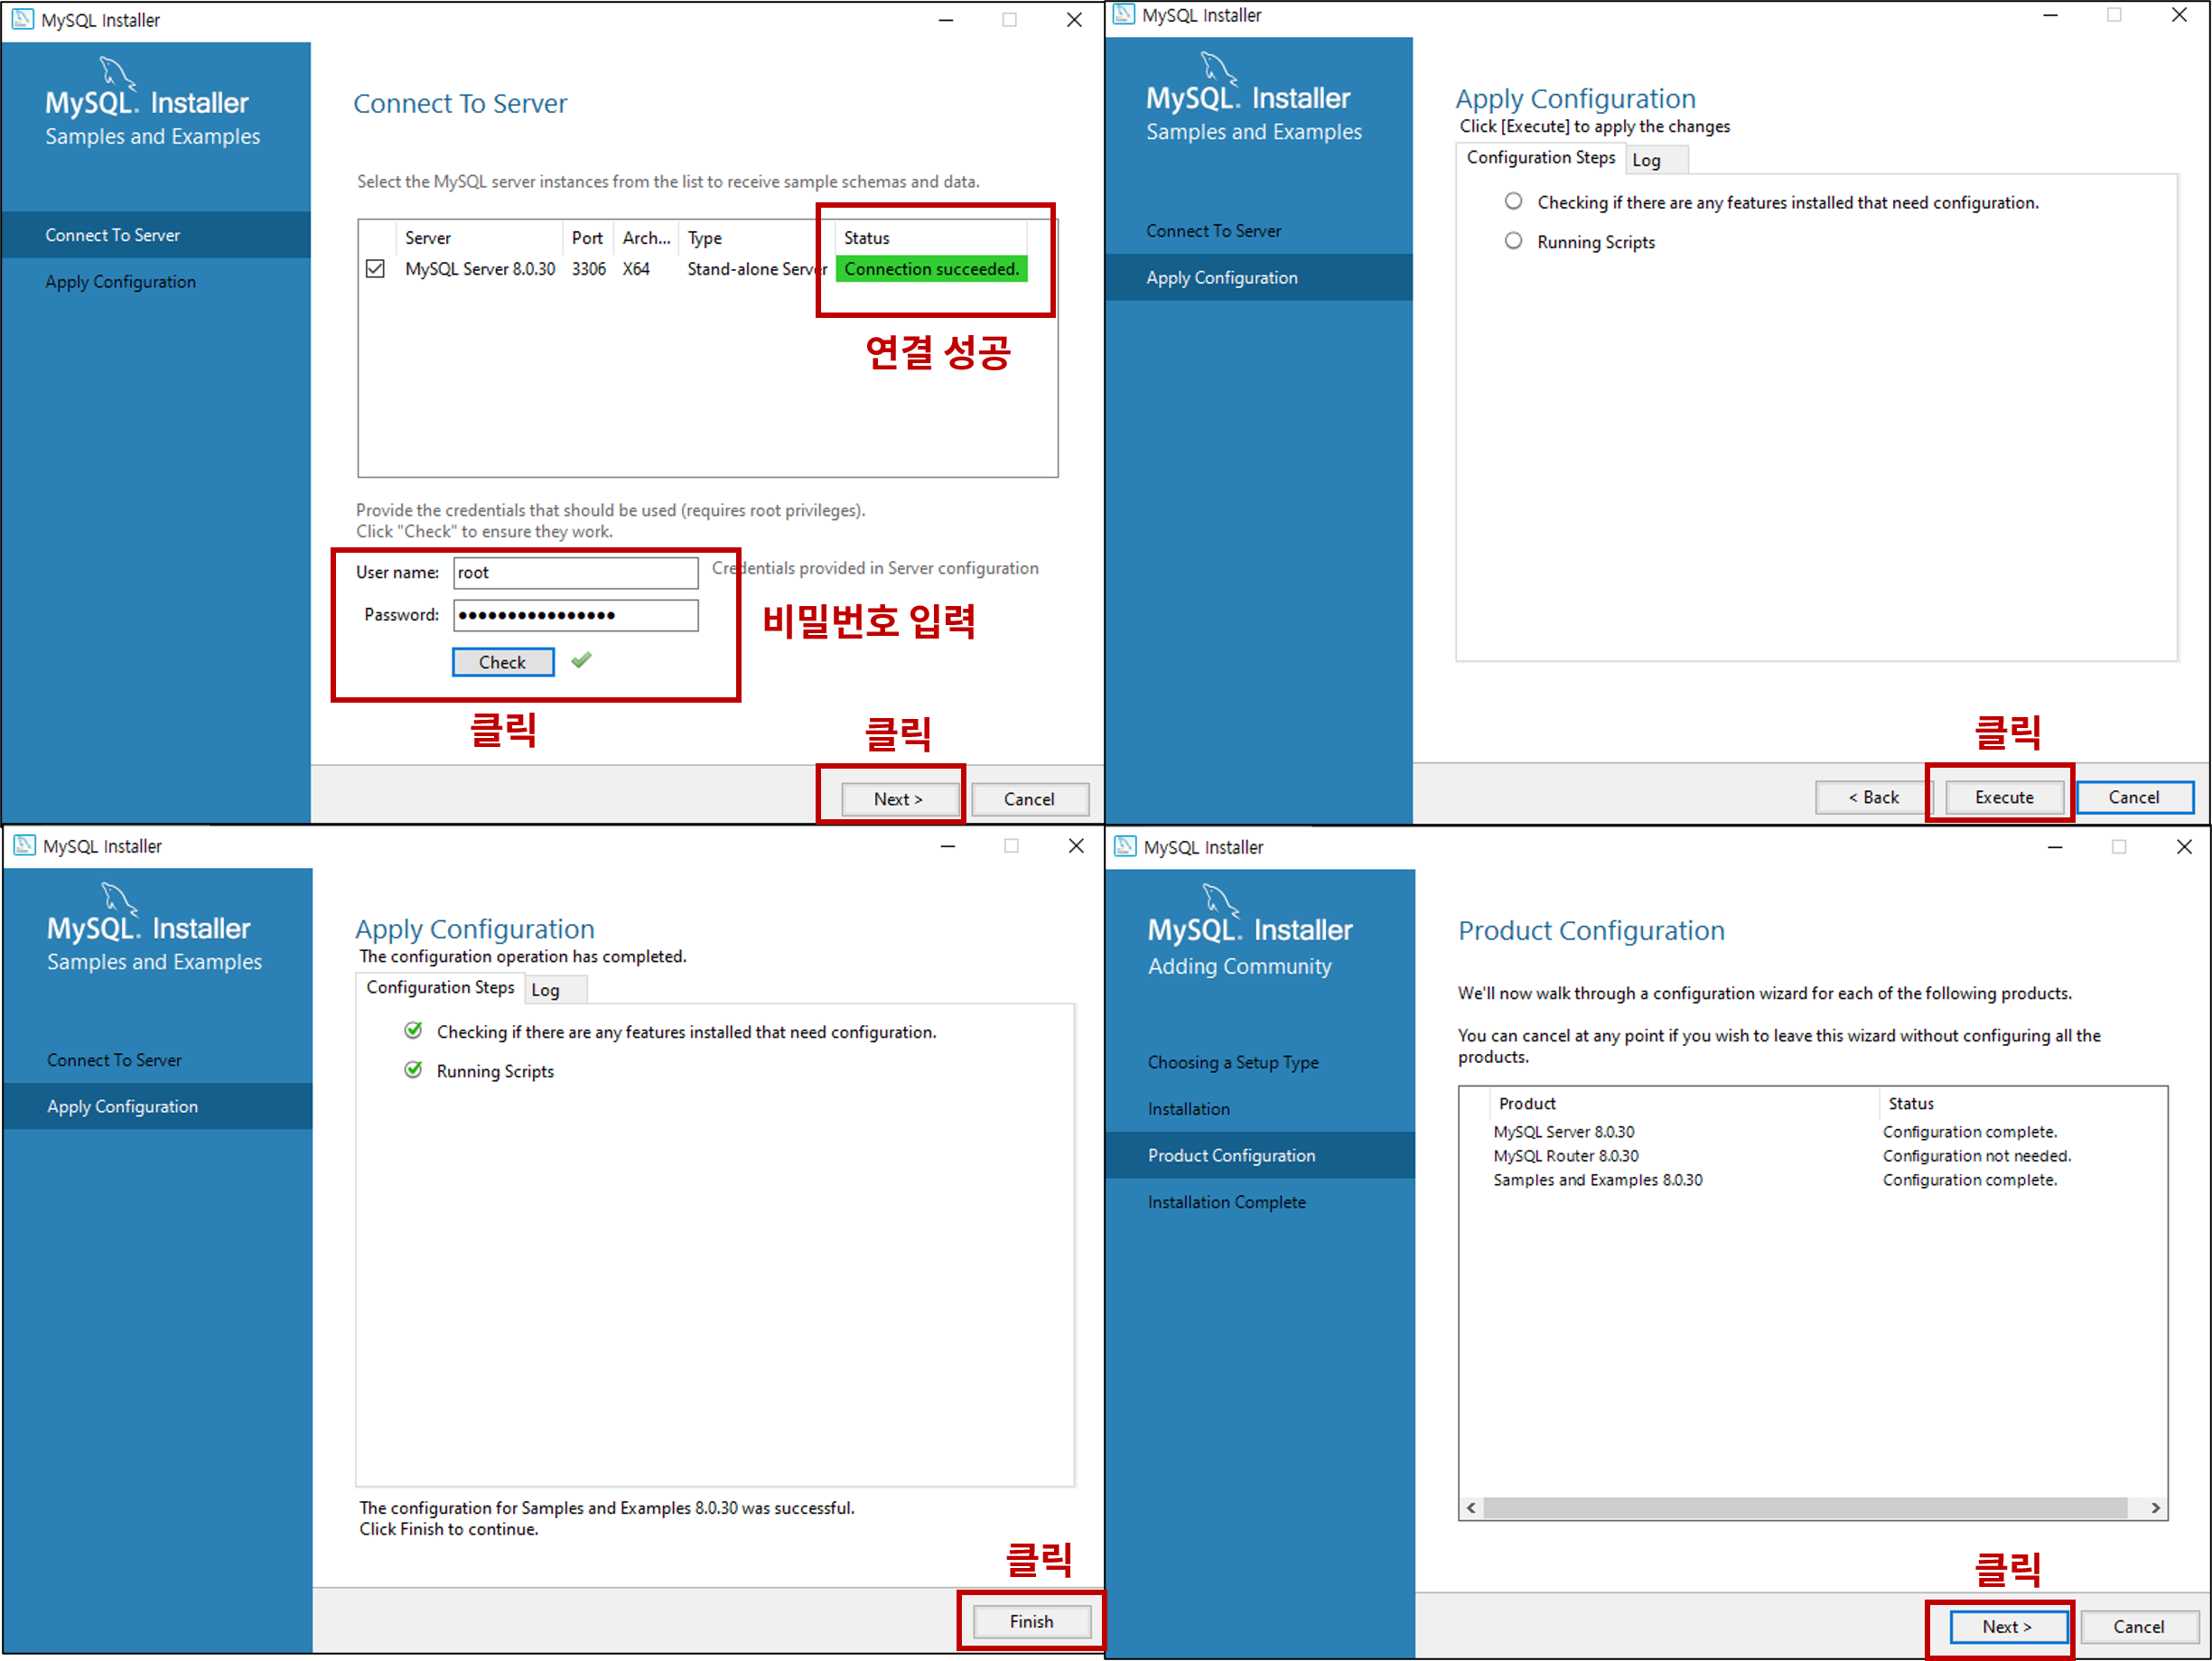 MySQL Installer
MySQL. Installer
Samples and Examples
Connect To Server
Apply Configuration
Connect To Server
Select the MySQL server instances from the list to receive sample schemas and data.
Server Port Arch... Type Status
MySQL Server 8.0.30 3306 X64 Stand-alone Server Connection succeeded.
연결 성공
Provide the credentials that should be used (requires root privileges).
Click "Check" to ensure they work.
User name: root Credentials provided in Server configuration
Password: ••••••••••••••••
비밀번호 입력
Check
클릭
클릭
Next > Cancel
MySQL Installer
MySQL. Installer
Samples and Examples
Connect To Server
Apply Configuration
Apply Configuration
Click [Execute] to apply the changes
Configuration Steps Log
Checking if there are any features installed that need configuration.
Running Scripts
클릭
< Back Execute Cancel
MySQL Installer
MySQL. Installer
Samples and Examples
Connect To Server
Apply Configuration
Apply Configuration
The configuration operation has completed.
Configuration Steps Log
Checking if there are any features installed that need configuration.
Running Scripts
The configuration for Samples and Examples 8.0.30 was successful.
Click Finish to continue.
클릭
Finish
MySQL Installer
MySQL. Installer
Adding Community
Choosing a Setup Type
Installation
Product Configuration
Installation Complete
Product Configuration
We'll now walk through a configuration wizard for each of the following products.
You can cancel at any point if you wish to leave this wizard without configuring all the
products.
Product Status
MySQL Server 8.0.30 Configuration complete.
MySQL Router 8.0.30 Configuration not needed.
Samples and Examples 8.0.30 Configuration complete.
클릭
Next > Cancel